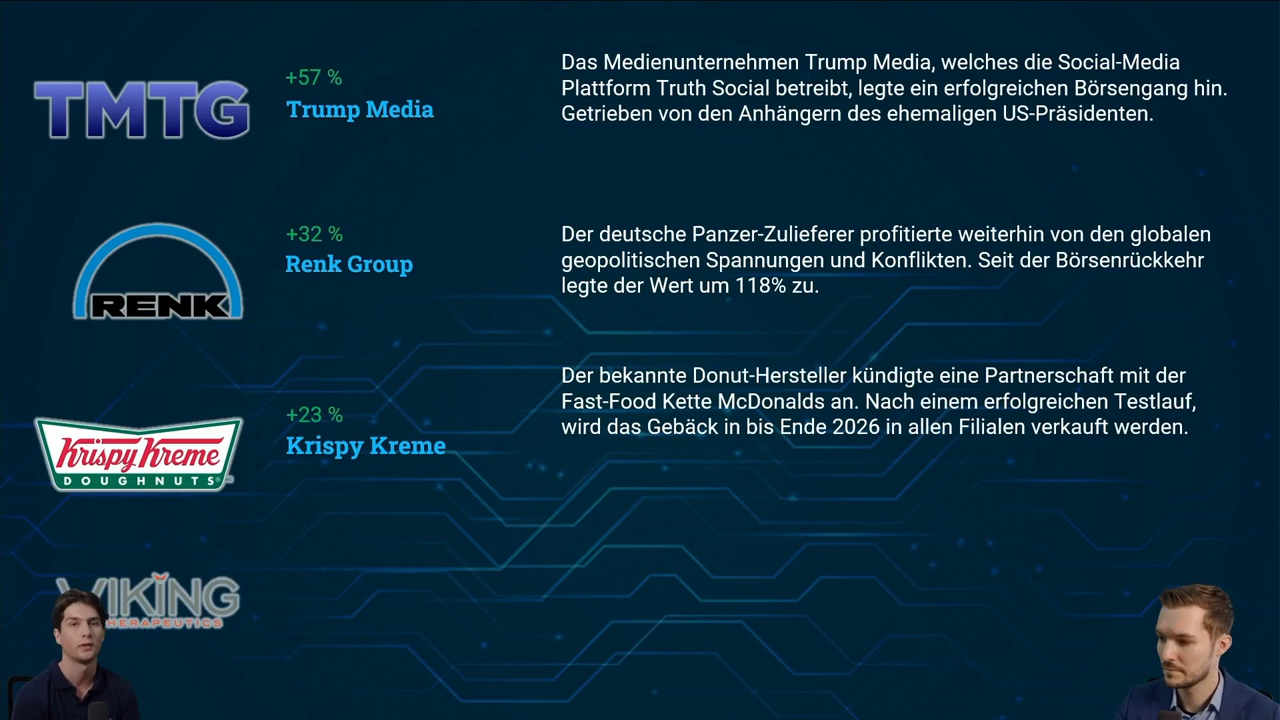 TMTG
+57 %
Trump Media
Das Medienunternehmen Trump Media, welches die Social-Media
Plattform Truth Social betreibt, legte ein erfolgreichen Börsengang hin.
Getrieben von den Anhängern des ehemaligen US-Präsidenten.
RENK
+32 %
Renk Group
Der deutsche Panzer-Zulieferer profitierte weiterhin von den globalen
geopolitischen Spannungen und Konflikten. Seit der Börsenrückkehr
legte der Wert um 118% zu.
Krispy Kreme
DOUGHNUTS
+23 %
Krispy Kreme
Der bekannte Donut-Hersteller kündigte eine Partnerschaft mit der
Fast-Food Kette McDonalds an. Nach einem erfolgreichen Testlauf,
wird das Gebäck in bis Ende 2026 in allen Filialen verkauft werden.
VIKING
HERAPEUTICS